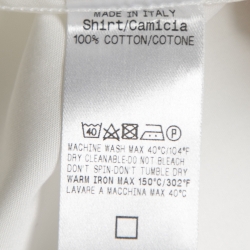 MADE IN ITALY
Shirt/Camicia
100% COTTON/COTONE
40 P
MACHINE WASH MAX 40°C/104°F
DRY CLEANABLE-DO NOT BLEACH
DON'T SPIN-DON'T TUMBLE DRY
WARM IRON MAX 150°C/302°F
LAVARE A MACCHINA MAX 40°C